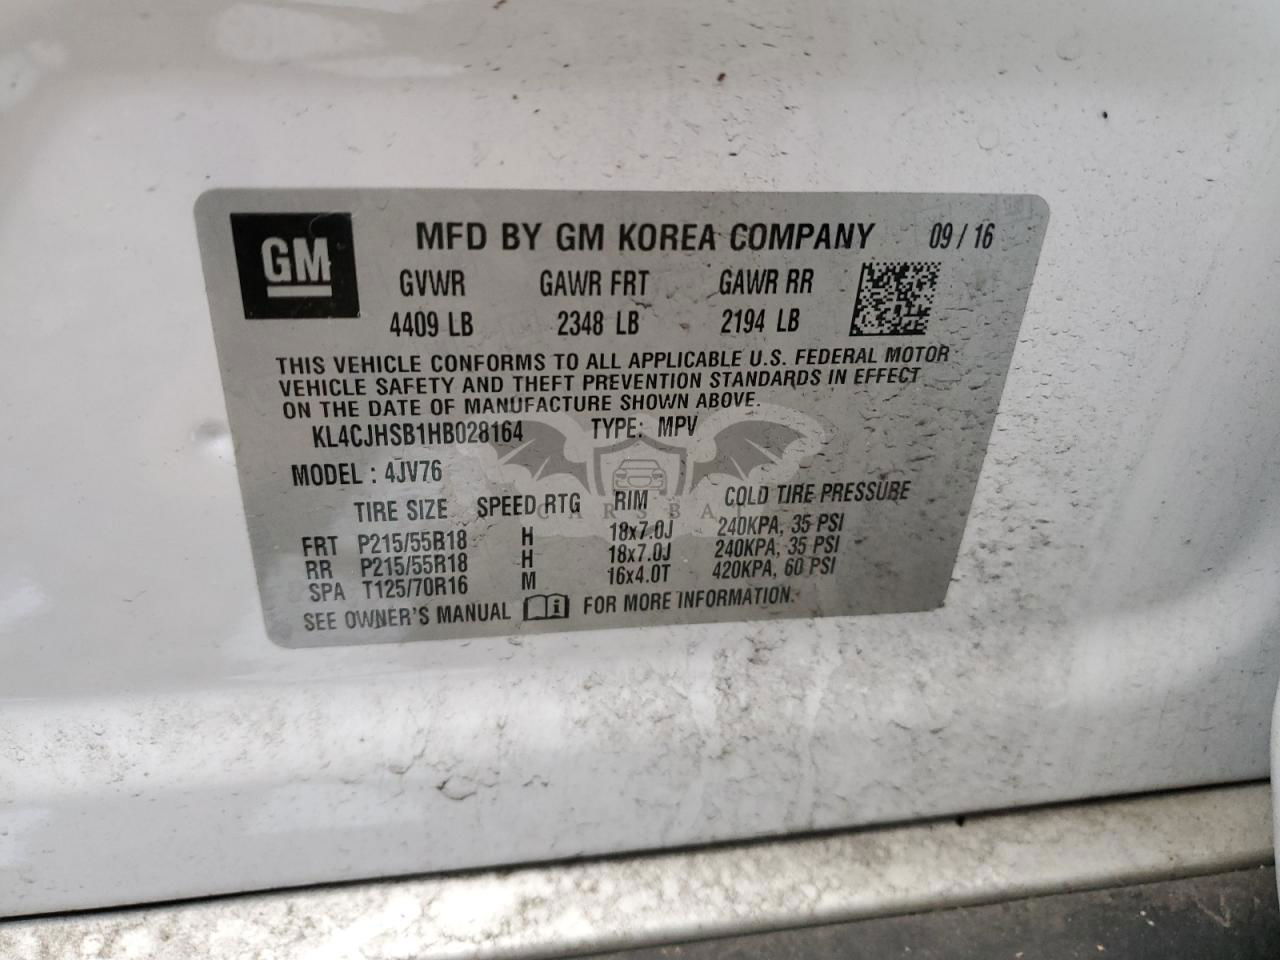 GM
MFD BY GM KOREA COMPANY 09 / 16
GVWR GAWR FRT GAWR RR
4409 LB 2348 LB 2194 LB
THIS VEHICLE CONFORMS TO ALL APPLICABLE U.S. FEDERAL MOTOR
VEHICLE SAFETY AND THEFT PREVENTION STANDARDS IN EFFECT
ON THE DATE OF MANUFACTURE SHOWN ABOVE.
KL4CJHSB1HB028164 TYPE: MPV
MODEL : 4JV76
TIRE SIZE SPEED RTG RIM COLD TIRE PRESSURE
FRT P215/55R18 H 18x7.0J 240KPA, 35 PSI
RR P215/55R18 H 18x7.0J 240KPA, 35 PSI
SPA T125/70R16 M 16x4.0T 420KPA, 60 PSI
SEE OWNER'S MANUAL i FOR MORE INFORMATION.
CARSBAT